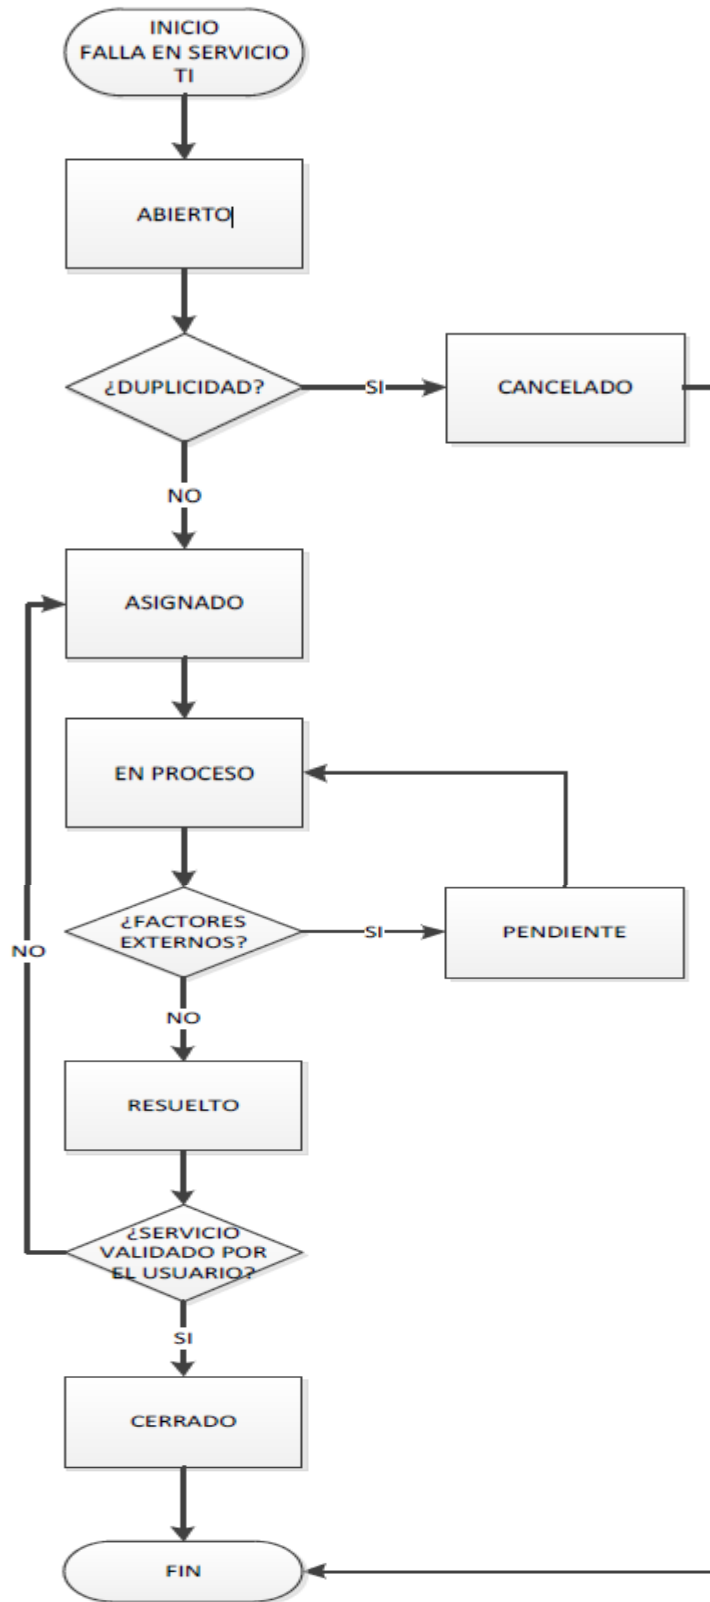 INICIO
FALLA EN SERVICIO
TI
ABIERTO
¿DUPLICIDAD?
SI
CANCELADO
NO
ASIGNADO
EN PROCESO
¿FACTORES
EXTERNOS?
SI
PENDIENTE
NO
NO
RESUELTO
¿SERVICIO
VALIDADO POR
EL USUARIO?
SI
CERRADO
FIN